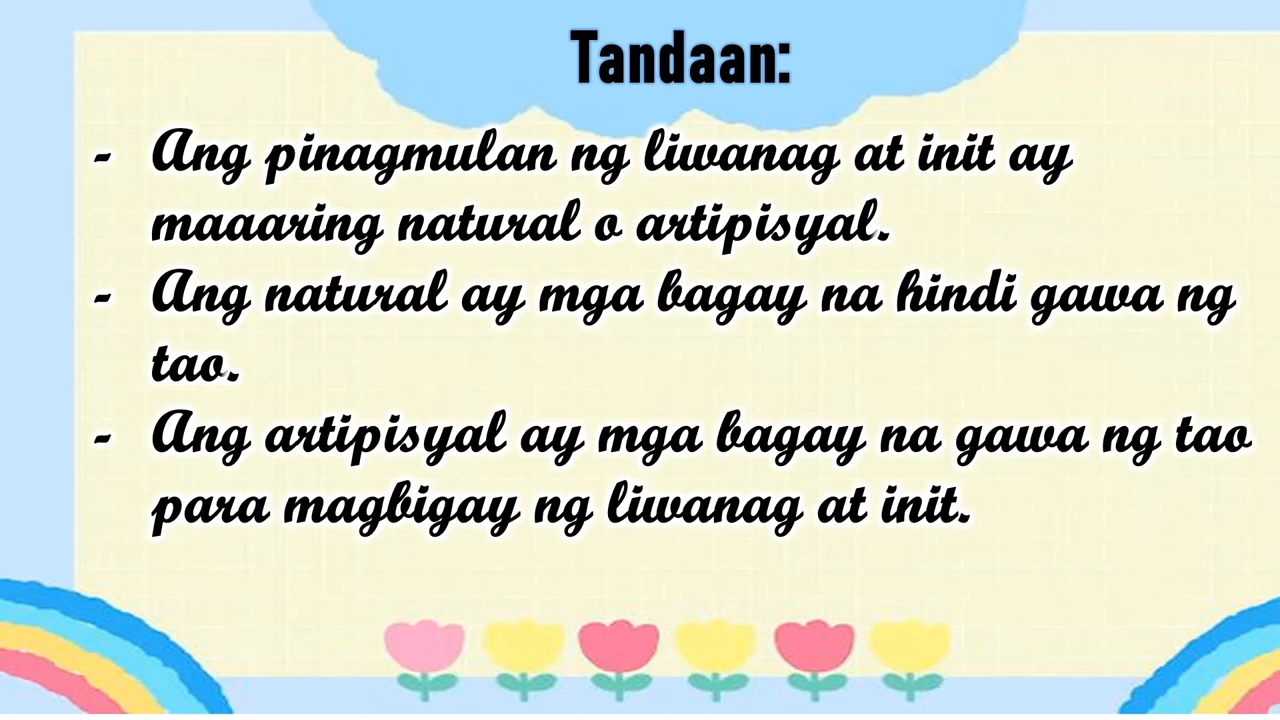 Tandaan:
- Ang pinagmulan ng liwanag at init ay
maaaring natural o artipisyal.
- Ang natural ay mga bagay na hindi gawa ng
tao.
- Ang artipisyal ay mga bagay na gawa ng tao
para magbigay ng liwanag at init.